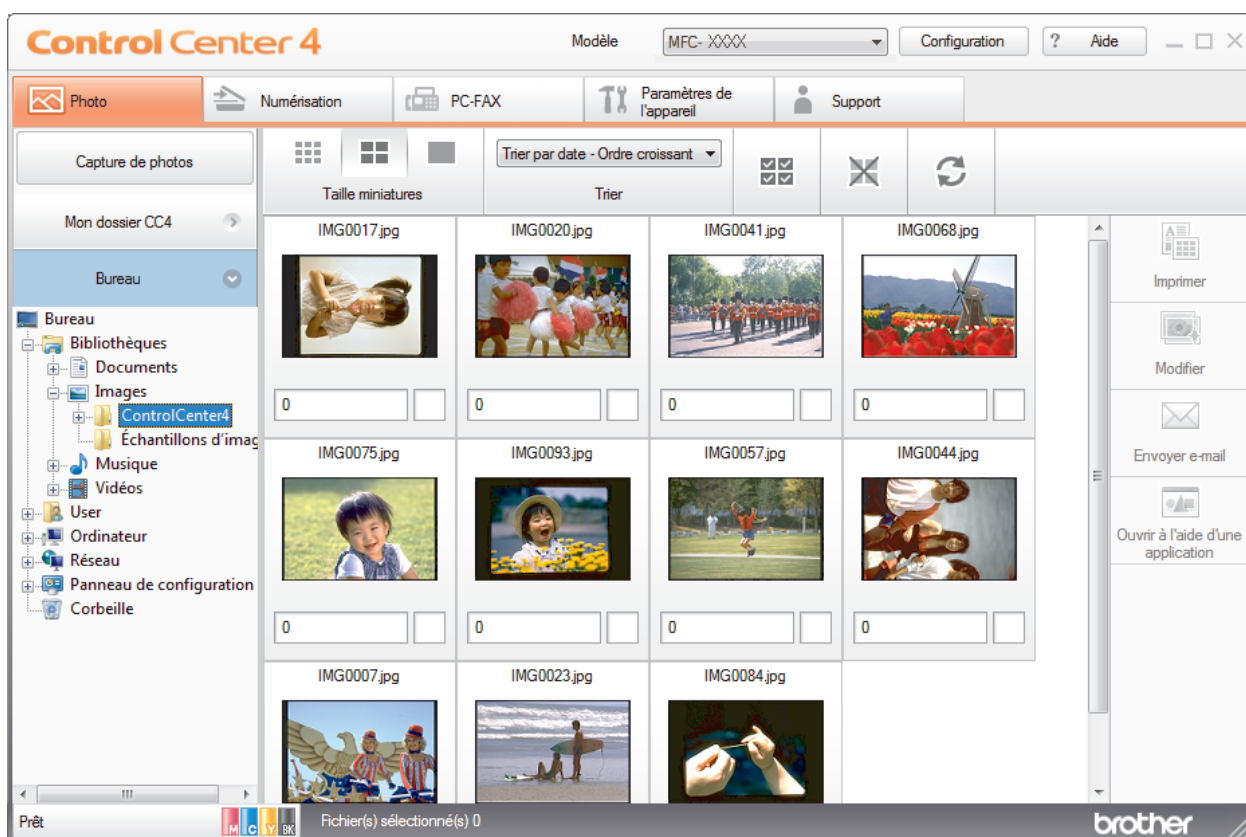 Control Center 4
Modèle
MFC- XXXX
Configuration
? Aide
Photo
Numérisation
PC-FAX
Paramètres de
l'appareil
Support
Capture de photos
Taille miniatures
Trier par date - Ordre croissant
Trier
Mon dossier CC4
Bureau
Bureau
Bibliothèques
Documents
Images
ControlCenter4
Échantillons d'imag
Musique
Vidéos
User
Ordinateur
Réseau
Panneau de configuration
Corbeille
IMG0017.jpg
IMG0020.jpg
IMG0041.jpg
IMG0068.jpg
0
0
0
0
IMG0075.jpg
IMG0093.jpg
IMG0057.jpg
IMG0044.jpg
0
0
0
0
IMG0007.jpg
IMG0023.jpg
IMG0084.jpg
Imprimer
Modifier
Envoyer e-mail
Ouvrir à l'aide d'une
application
Prêt
M C Y BK
Fichier(s) sélectionné(s) 0
brother